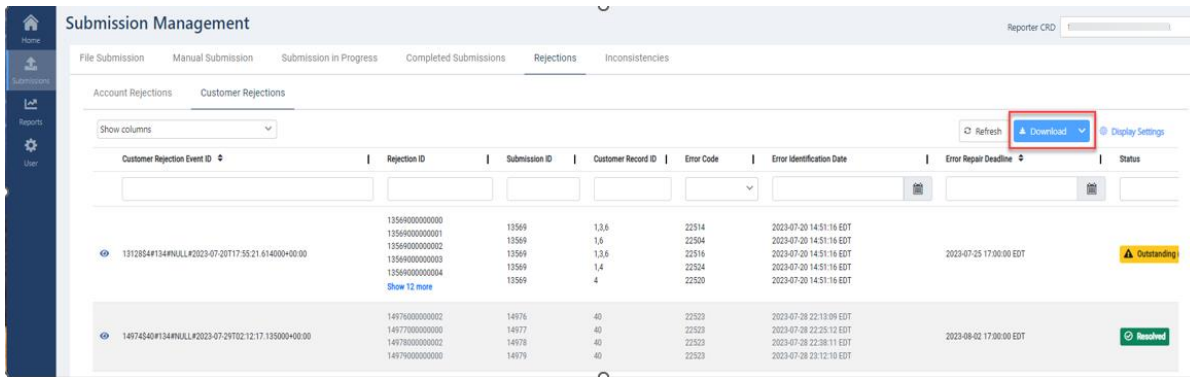 Submission Management
Reporter CRD
Home
Submissions
Reports
User
File Submission Manual Submission Submission in Progress Completed Submissions Rejections Inconsistencies
Account Rejections Customer Rejections
Show columns
Refresh Download Display Settings
Customer Rejection Event ID Rejection ID Submission ID Customer Record ID Error Code Error Identification Date Error Repair Deadline Status
13128$4#134#NULL#2023-07-20T17:55:21.614000+00:00
13569000000000
13569000000001
13569000000002
13569000000003
13569000000004
Show 12 more
13569 1,3,6 22514 2023-07-20 14:51:16 EDT
13569 1,6 22504 2023-07-20 14:51:16 EDT
13569 1,3,6 22516 2023-07-20 14:51:16 EDT
13569 1,4 22524 2023-07-20 14:51:16 EDT
13569 4 22520 2023-07-20 14:51:16 EDT
2023-07-25 17:00:00 EDT
Outstanding
14974$40#134#NULL#2023-07-29T02:12:17.135000+00:00
14976000000002 14976 40 22523 2023-07-28 22:13:09 EDT
14977000000000 14977 40 22523 2023-07-28 22:25:12 EDT
14978000000002 14978 40 22523 2023-07-28 22:38:11 EDT
14979000000000 14979 40 22523 2023-07-28 23:12:10 EDT
2023-08-02 17:00:00 EDT
Resolved